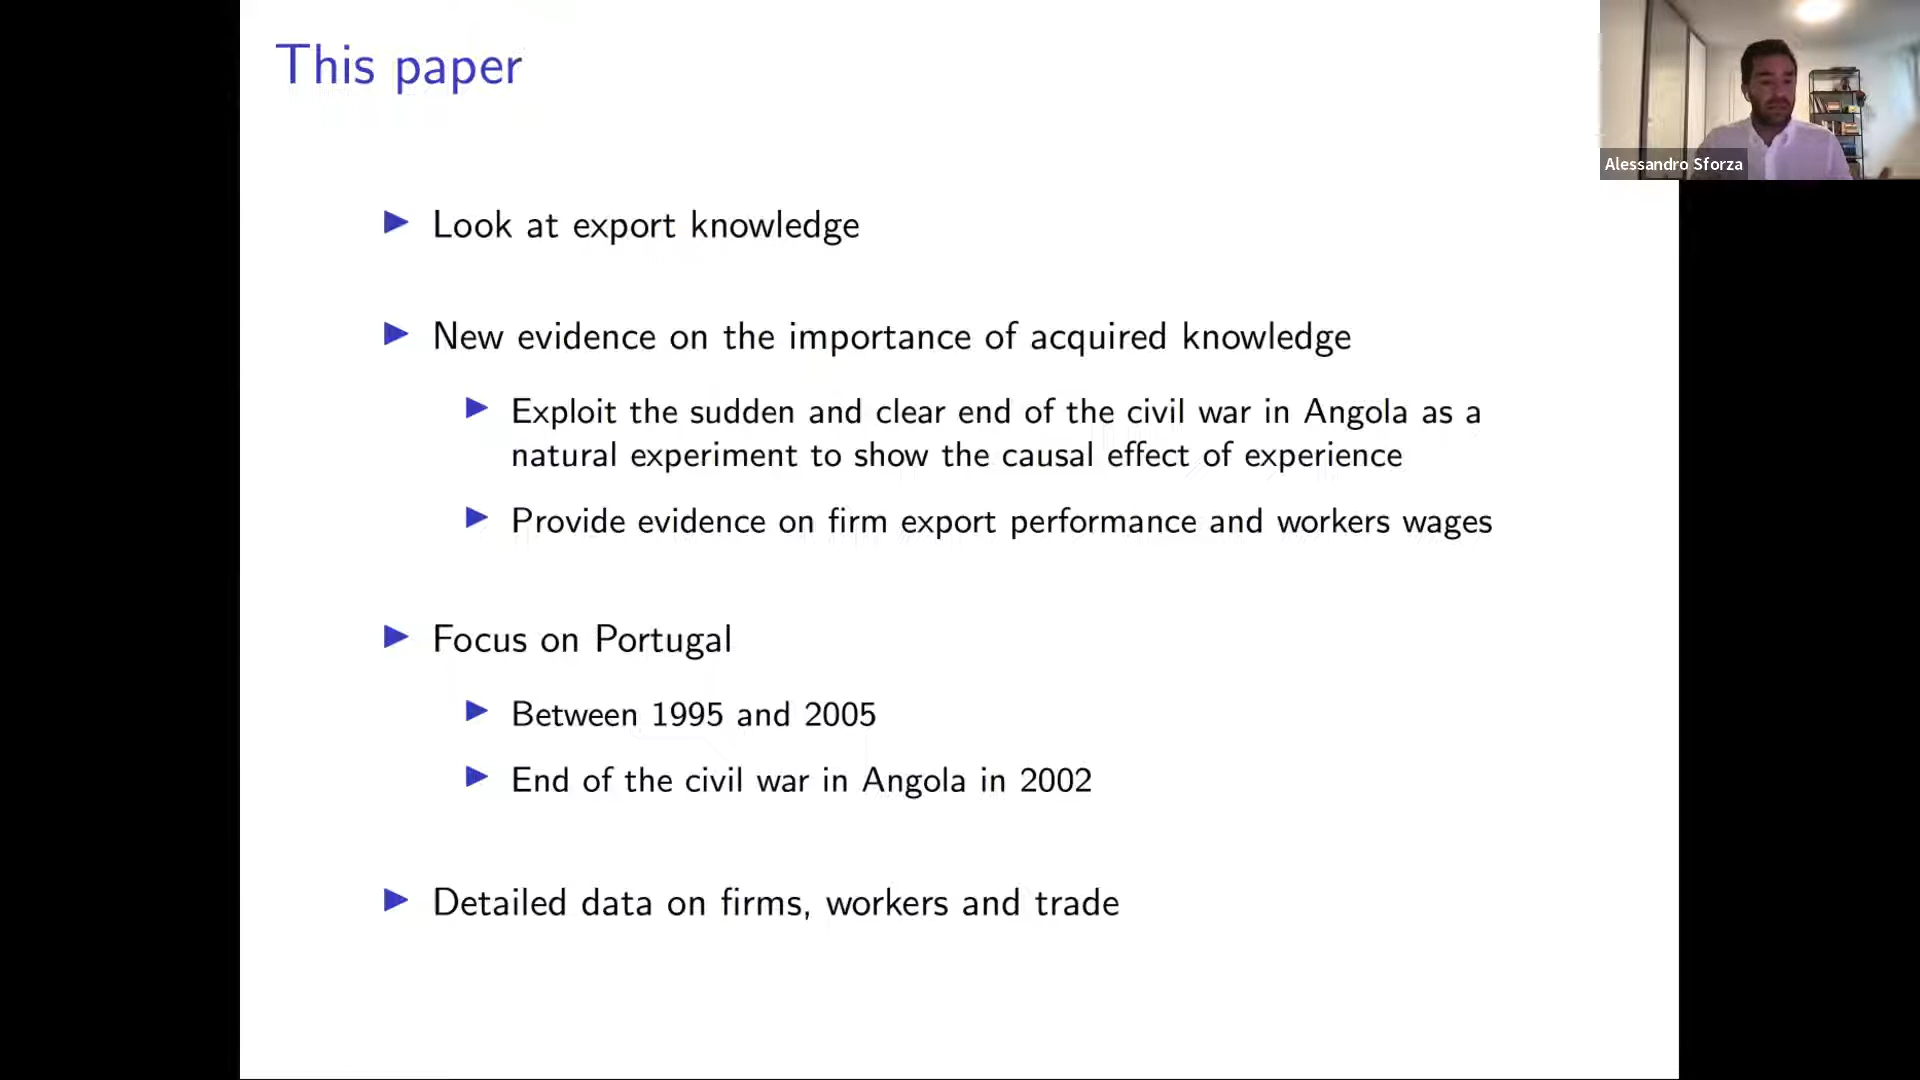 This paper
Alessandro Sforza
Look at export knowledge
New evidence on the importance of acquired knowledge
Exploit the sudden and clear end of the civil war in Angola as a
natural experiment to show the causal effect of experience
Provide evidence on firm export performance and workers wages
Focus on Portugal
Between 1995 and 2005
End of the civil war in Angola in 2002
Detailed data on firms, workers and trade